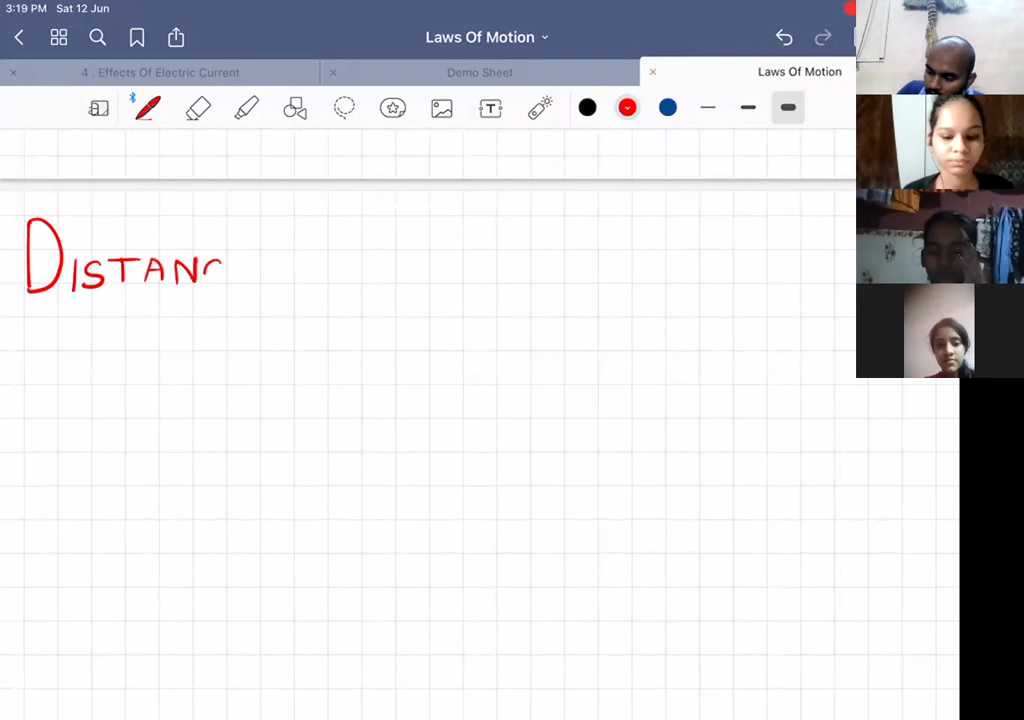 3:19 PM Sat 12 Jun
Laws Of Motion
4 . Effects Of Electric Current
Demo Sheet
Laws Of Motion
T
DISTANC